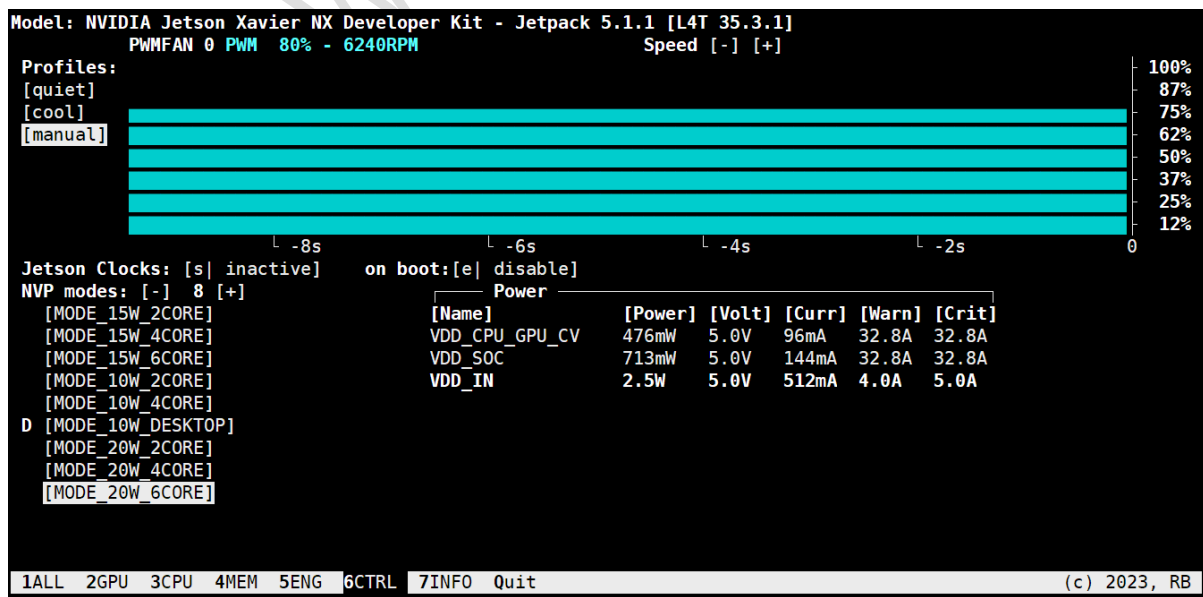 Model: NVIDIA Jetson Xavier NX Developer Kit - Jetpack 5.1.1 [L4T 35.3.1]
PWMFAN 0 PWM 80% - 6240RPM Speed [-] [+]
Profiles: 100%
[quiet] 87%
[cool] 75%
[manual] 62%
50%
37%
25%
12%
-8s -6s -4s -2s 0
Jetson Clocks: [s| inactive] on boot:[e| disable]
NVP modes: [-] 8 [+] Power
[MODE_15W_2CORE] [Name] [Power] [Volt] [Curr] [Warn] [Crit]
[MODE_15W_4CORE] VDD_CPU_GPU_CV 476mW 5.0V 96mA 32.8A 32.8A
[MODE_15W_6CORE] VDD_SOC 713mW 5.0V 144mA 32.8A 32.8A
[MODE_10W_2CORE] VDD_IN 2.5W 5.0V 512mA 4.0A 5.0A
[MODE_10W_4CORE]
D [MODE_10W_DESKTOP]
[MODE_20W_2CORE]
[MODE_20W_4CORE]
[MODE_20W_6CORE]
1ALL 2GPU 3CPU 4MEM 5ENG 6CTRL 7INFO Quit (c) 2023, RB